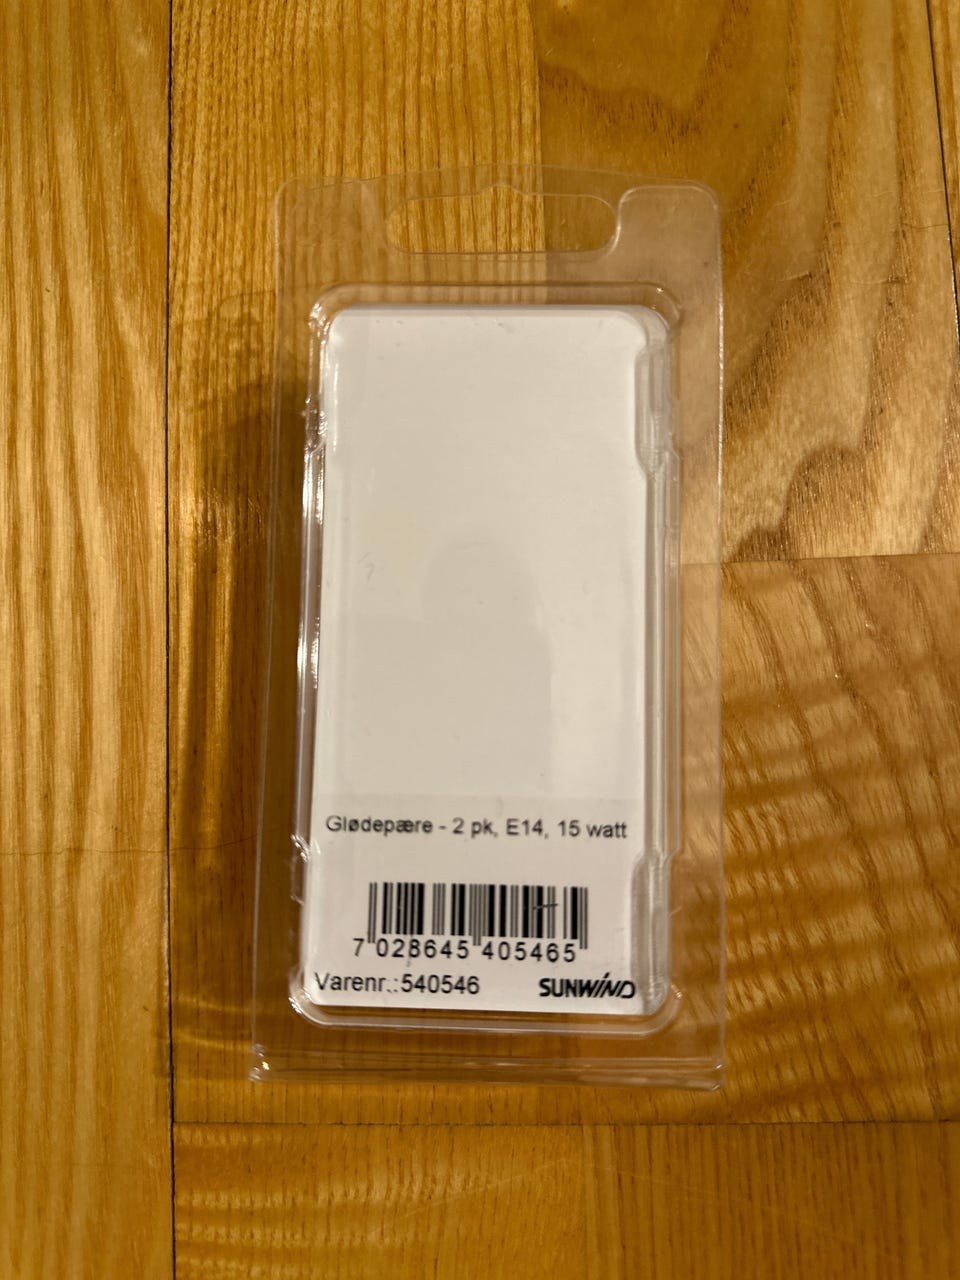 Glødepære - 2 pk, E14, 15 watt
7 028645 405465
Varenr.:540546 SUNWIND